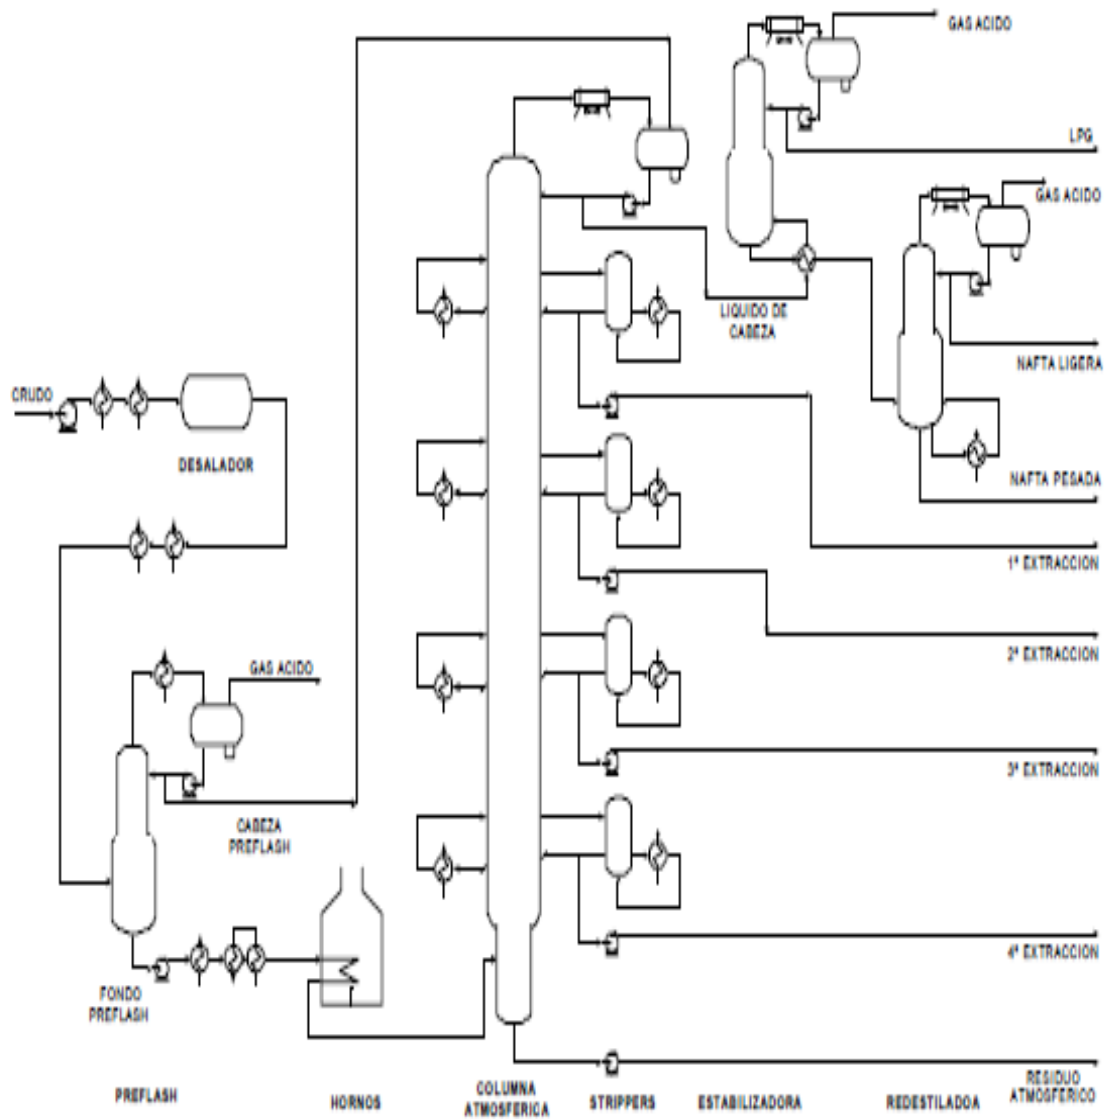 GAS ACIDO
LPG
GAS ACIDO
LIQUIDO DE
CABEZA
NAFTA LIGERA
CRUDO
DESALADOR
NAFTA PESADA
1ª EXTRACCION
2ª EXTRACCION
GAS ACIDO
3ª EXTRACCION
CABEZA
PREFLASH
4ª EXTRACCION
FONDO
PREFLASH
RESIDUO
ATMOSFERICO
PREFLASH
HORNOS
COLUMNA
ATMOSFERICA
STRIPPERS
ESTABILIZADORA
REDESTILADOA